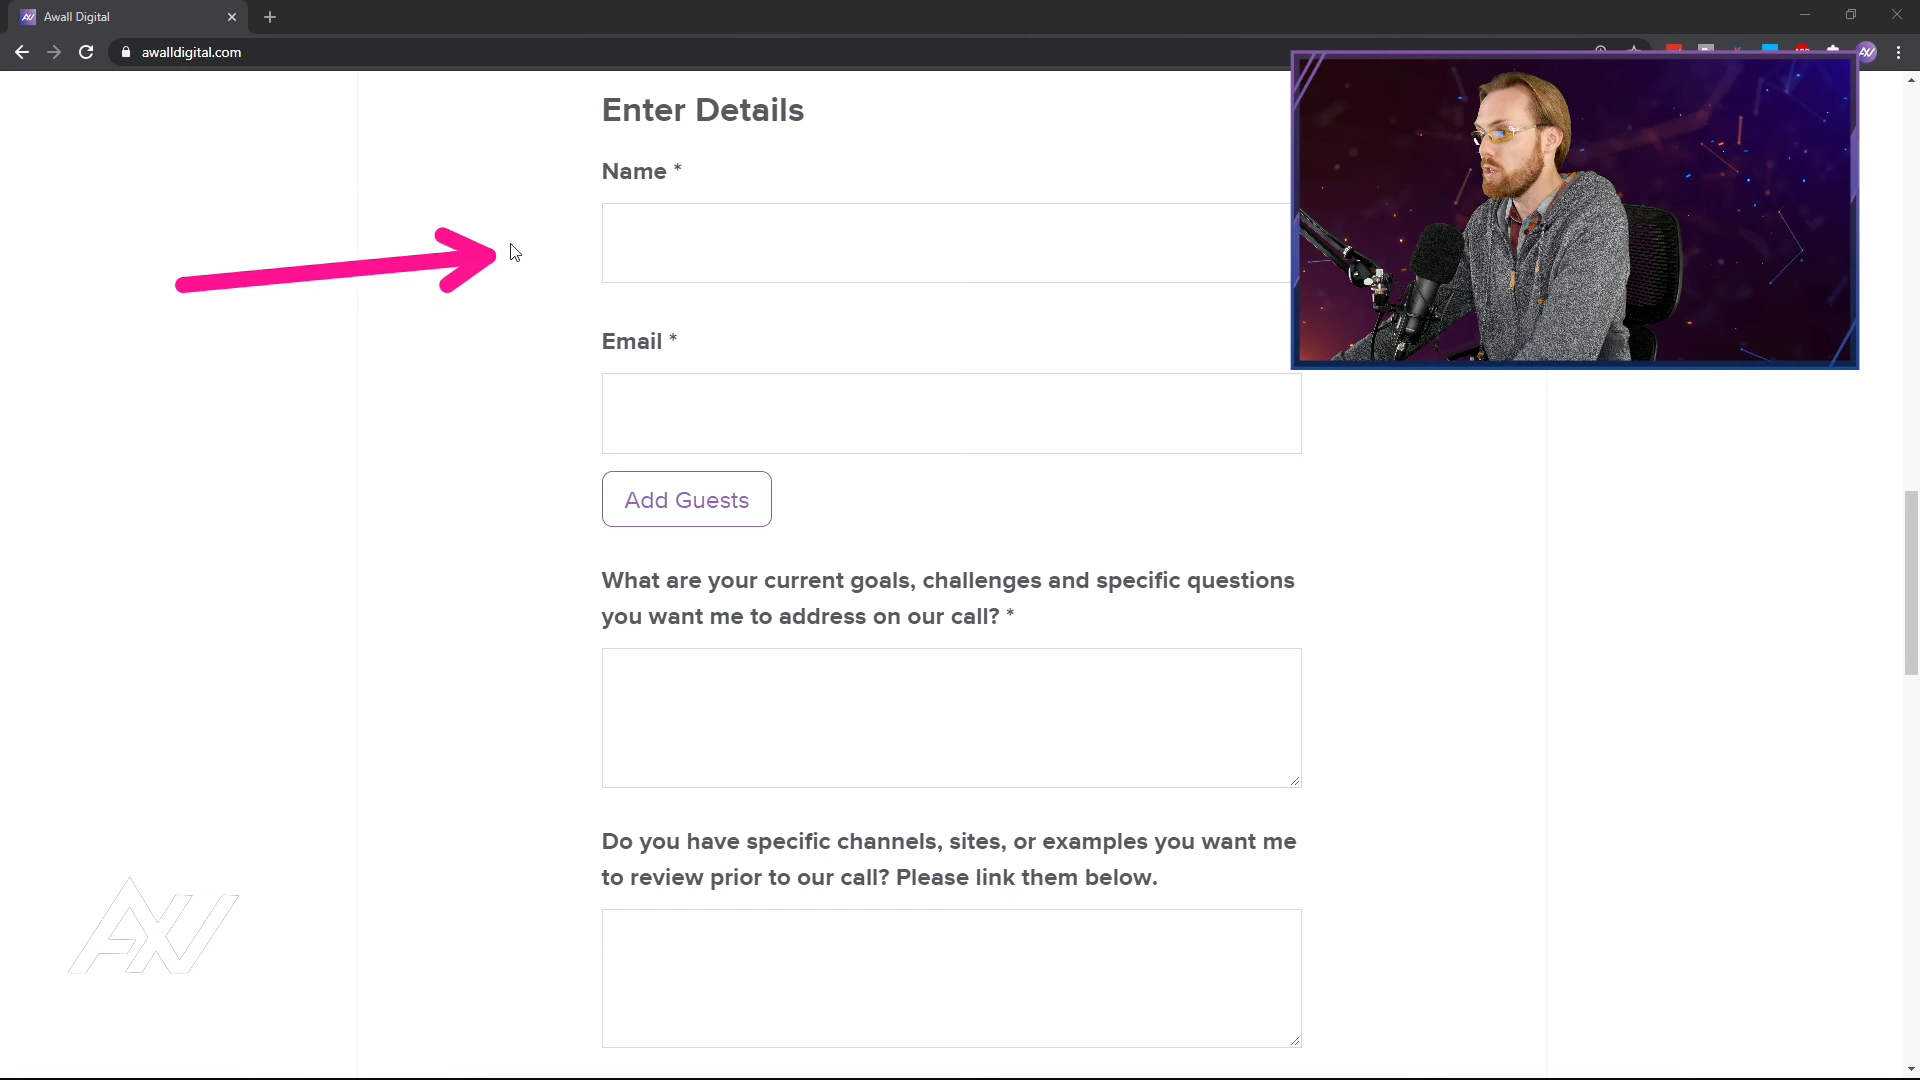 Awall Digital
awalldigital.com
Enter Details
Name *
Email *
Add Guests
What are your current goals, challenges and specific questions
you want me to address on our call? *
Do you have specific channels, sites, or examples you want me
to review prior to our call? Please link them below.